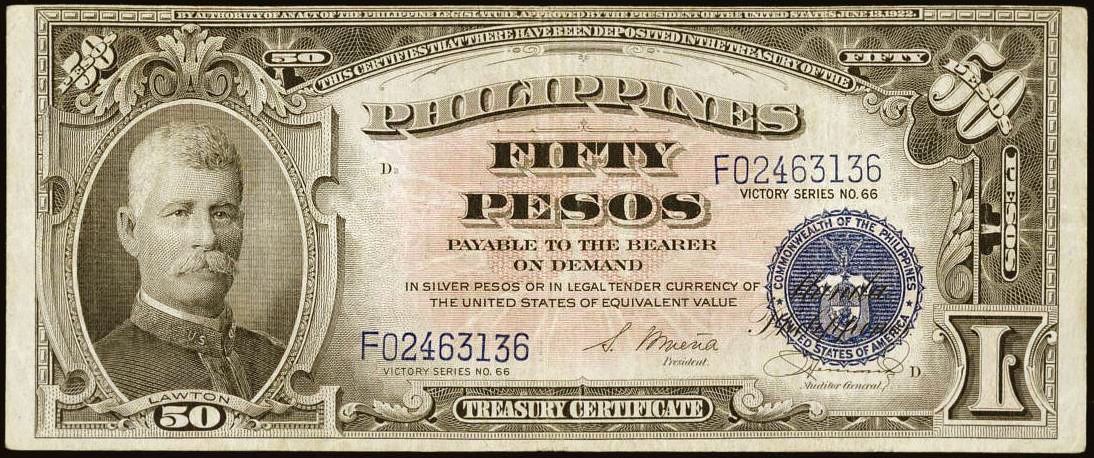 BY AUTHORITY OF AN ACT OF THE PHILIPPINE LEGISLATURE, APPROVED BY THE PRESIDENT OF THE UNITED STATES, JUNE 13, 1922.
THIS CERTIFIES THAT THERE HAVE BEEN DEPOSITED IN THE TREASURY OF THE
50
PESOS
50
FIFTY
50
PESOS
PHILIPPINES
FIFTY
PESOS
D2
F02463136
VICTORY SERIES NO. 66
PESOS
PAYABLE TO THE BEARER
ON DEMAND
IN SILVER PESOS OR IN LEGAL TENDER CURRENCY OF
THE UNITED STATES OF EQUIVALENT VALUE
COMMONWEALTH OF THE PHILIPPINES
UNITED STATES OF AMERICA
F02463136
VICTORY SERIES NO. 66
S. Osmeña
President.
Auditor General.
D.
U S
LAWTON
50
TREASURY CERTIFICATE